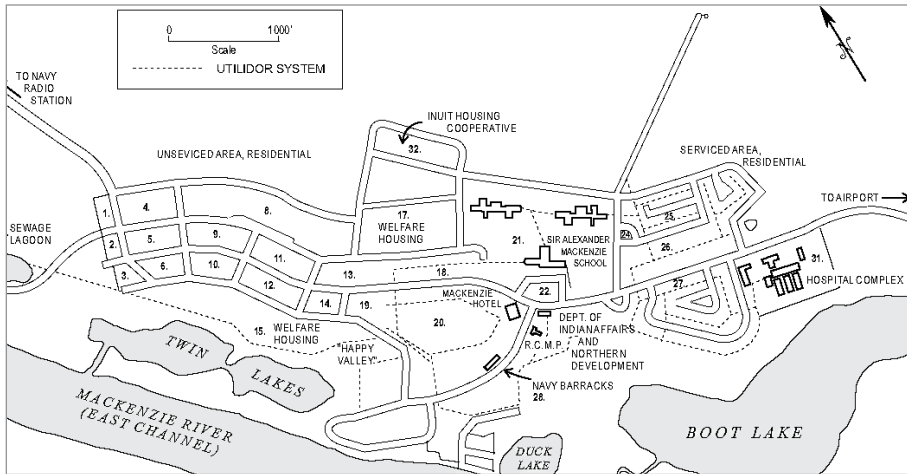 0 1000'
Scale
UTILIDOR SYSTEM
N
TO NAVY
RADIO
STATION
INUIT HOUSING
COOPERATIVE
32.
UNSEVICED AREA, RESIDENTIAL
SERVICED AREA,
RESIDENTIAL
TO AIRPORT
1.
4.
8.
17.
WELFARE
HOUSING
25.
24.
2.
5.
9.
21.
SIR ALEXANDER
MACKENZIE
SCHOOL
26.
SEWAGE
LAGOON
3.
6.
10.
11.
13.
18.
31.
HOSPITAL COMPLEX
12.
14.
19.
MACKENZIE
HOTEL
22.
27.
20.
15.
WELFARE
HOUSING
"HAPPY
VALLEY"
R.C.M.P.
DEPT. OF
INDIANAFFAIRS
AND
NORTHERN
DEVELOPMENT
NAVY BARRACKS
28.
TWIN
LAKES
MACKENZIE RIVER
(EAST CHANNEL)
DUCK
LAKE
BOOT LAKE